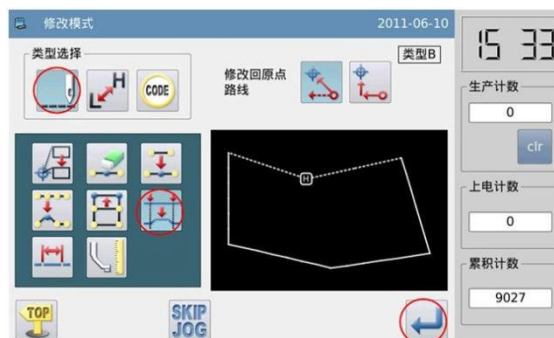 修改模式
2011-06-10
类型选择
类型B
修改回原点
路线
H
L
CODE
H
TOP
SKIP
JOG
15 33
生产计数
0
clr
上电计数
0
累积计数
9027